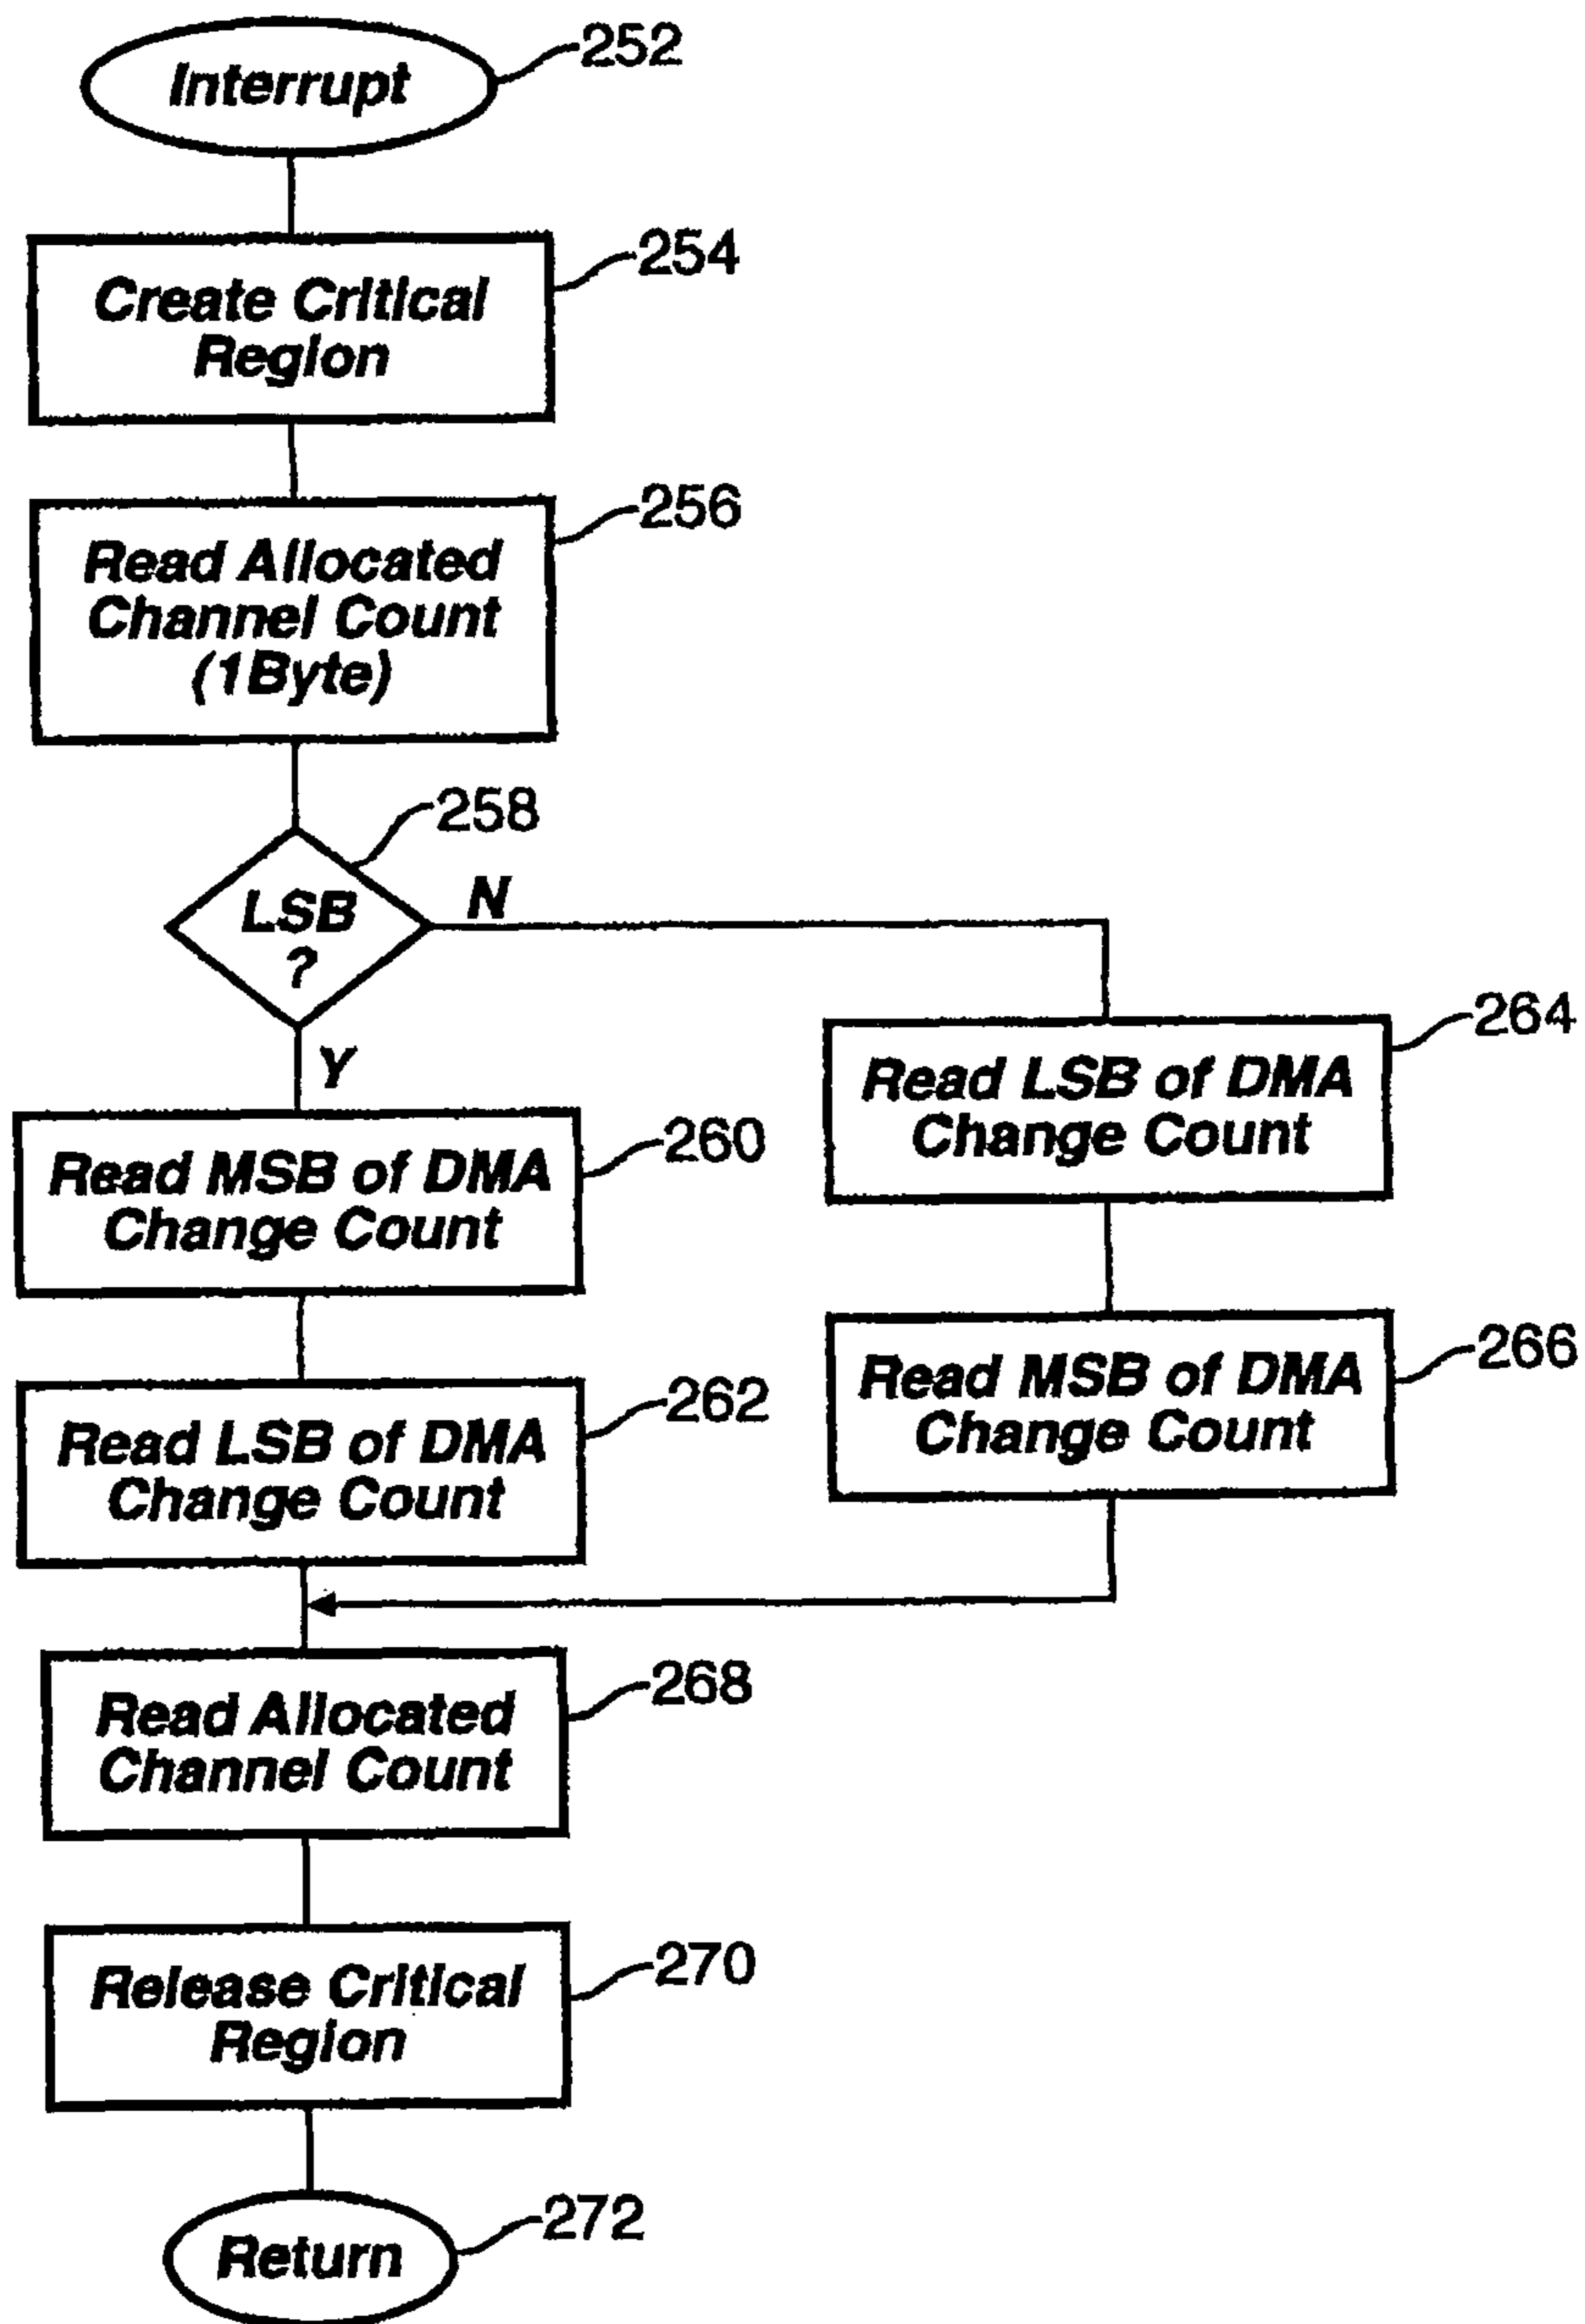 Interrupt
252
Create Critical
Region
254
Read Allocated
Channel Count
(1Byte)
256
LSB
?
258
N
Y
Read MSB of DMA
Change Count
260
Read LSB of DMA
Change Count
262
Read LSB of DMA
Change Count
264
Read MSB of DMA
Change Count
266
Read Allocated
Channel Count
268
Release Critical
Region
270
Return
272